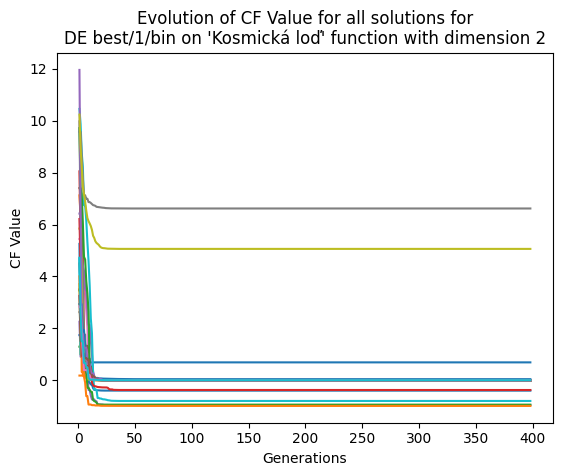 Evolution of CF Value for all solutions for
DE best/1/bin on 'Kosmická loď' function with dimension 2
12
10
8
6
4
2
0
CF Value
0 50 100 150 200 250 300 350 400
Generations